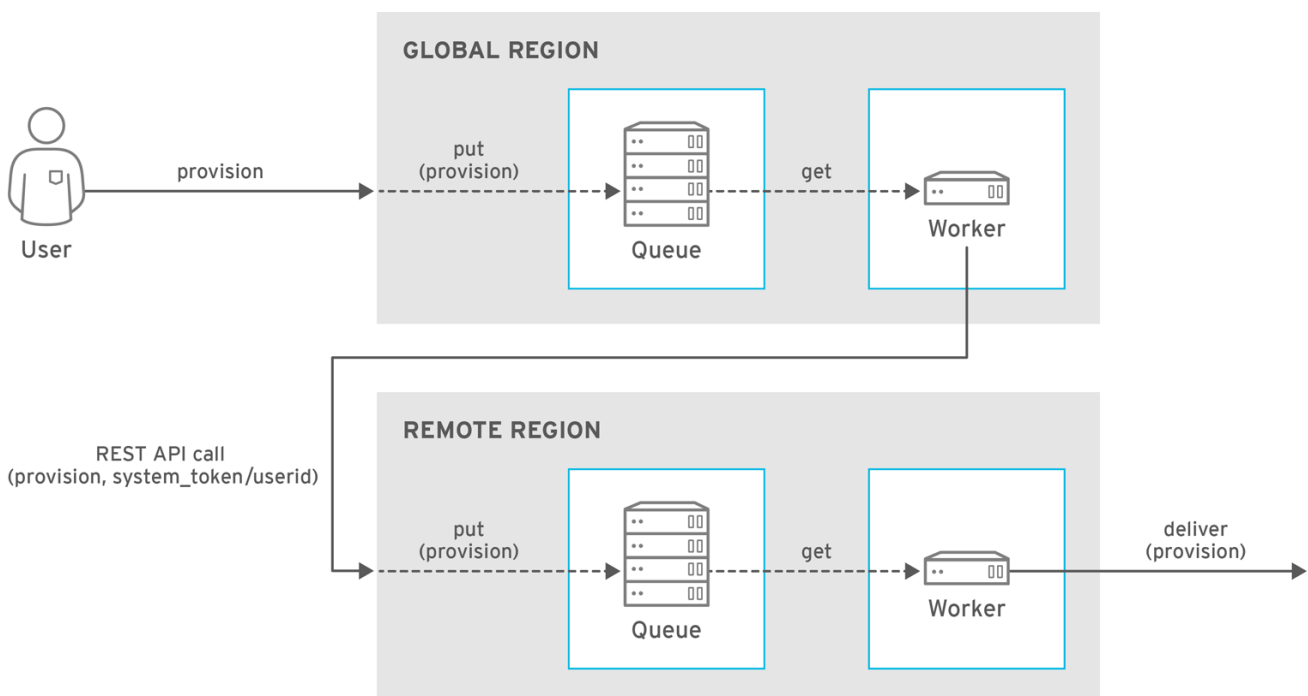 GLOBAL REGION
provision
put
(provision)
get
User
Queue
Worker
REMOTE REGION
REST API call
(provision, system_token/userid)
put
(provision)
get
deliver
(provision)
Queue
Worker